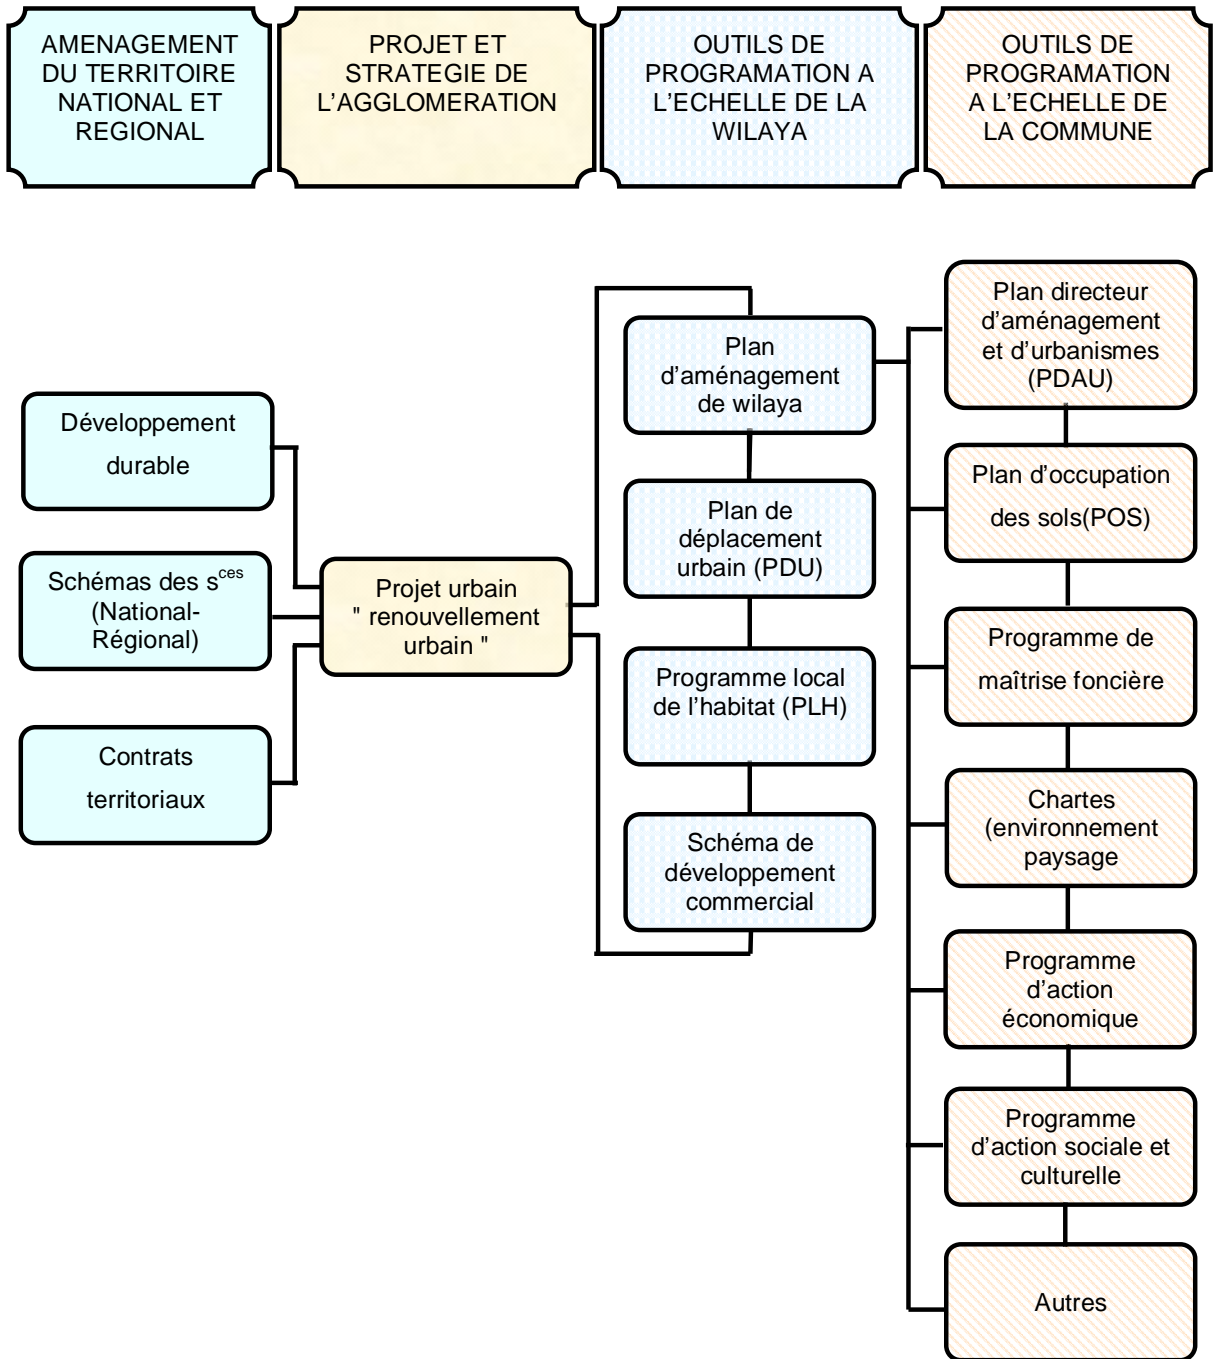 AMENAGEMENT
DU TERRITOIRE
NATIONAL ET
REGIONAL
PROJET ET
STRATEGIE DE
L'AGGLOMERATION
OUTILS DE
PROGRAMATION A
L'ECHELLE DE LA
WILAYA
OUTILS DE
PROGRAMATION
A L'ECHELLE DE
LA COMMUNE
Développement
durable
Schémas des sces
(National-
Régional)
Contrats
territoriaux
Projet urbain
" renouvellement
urbain "
Plan
d'aménagement
de wilaya
Plan de
déplacement
urbain (PDU)
Programme local
de l'habitat (PLH)
Schéma de
développement
commercial
Plan directeur
d'aménagement
et d'urbanismes
(PDAU)
Plan d'occupation
des sols(POS)
Programme de
maîtrise foncière
Chartes
(environnement
paysage
Programme
d'action
économique
Programme
d'action sociale et
culturelle
Autres